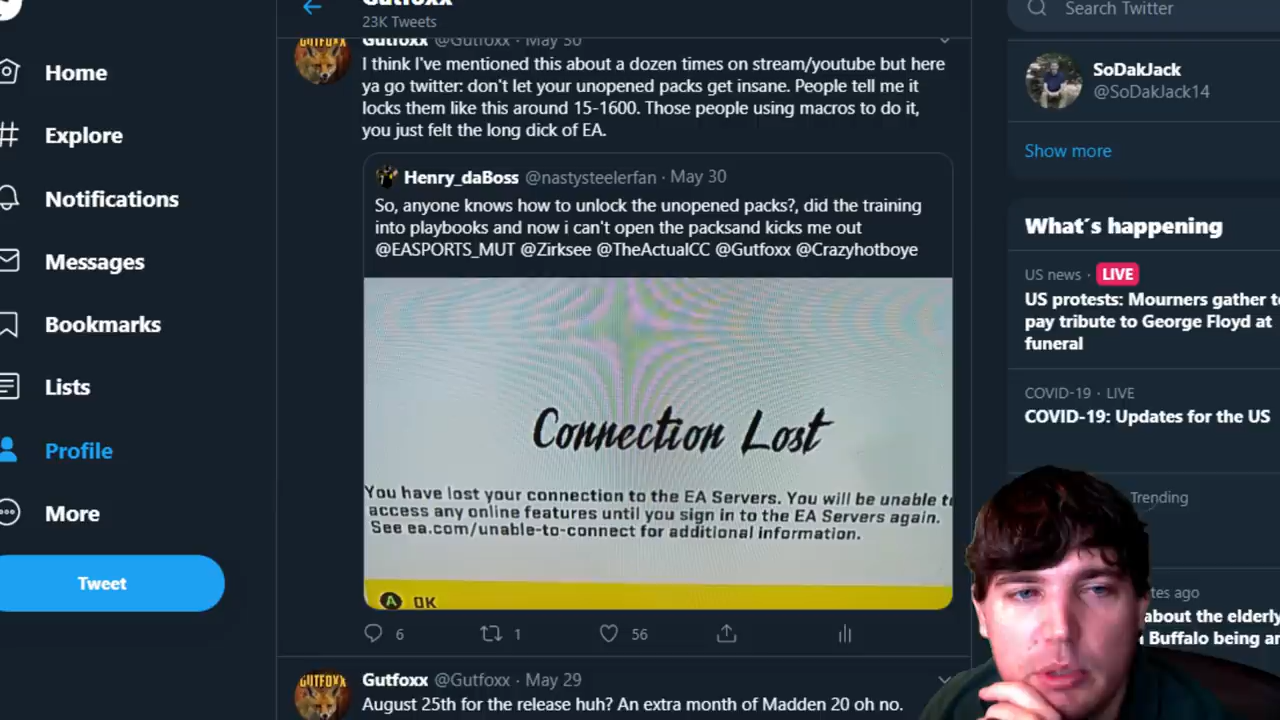 Gutfoxx
23K Tweets
Search Twitter
Home
Explore
Notifications
Messages
Bookmarks
Lists
Profile
More
Tweet
GUTFOXX
Gutfoxx @Gutfoxx · May 30
I think I've mentioned this about a dozen times on stream/youtube but here
ya go twitter: don't let your unopened packs get insane. People tell me it
locks them like this around 15-1600. Those people using macros to do it,
you just felt the long dick of EA.
Henry_daBoss @nastysteelerfan · May 30
So, anyone knows how to unlock the unopened packs?, did the training
into playbooks and now i can't open the packsand kicks me out
@EASPORTS_MUT @Zirksee @TheActualCC @Gutfoxx @Crazyhotboye
Connection Lost
You have lost your connection to the EA Servers. You will be unable t
access any online features until you sign in to the EA Servers again.
See ea.com/unable-to-connect for additional information.
A OK
6 1 56
GUTFOXX
Gutfoxx @Gutfoxx · May 29
August 25th for the release huh? An extra month of Madden 20 oh no.
SoDakJack
@SoDakJack14
Show more
What´s happening
US news · LIVE
US protests: Mourners gather to
pay tribute to George Floyd at
funeral
COVID-19 · LIVE
COVID-19: Updates for the US
Trending
tes ago
about the elderly
Buffalo being an